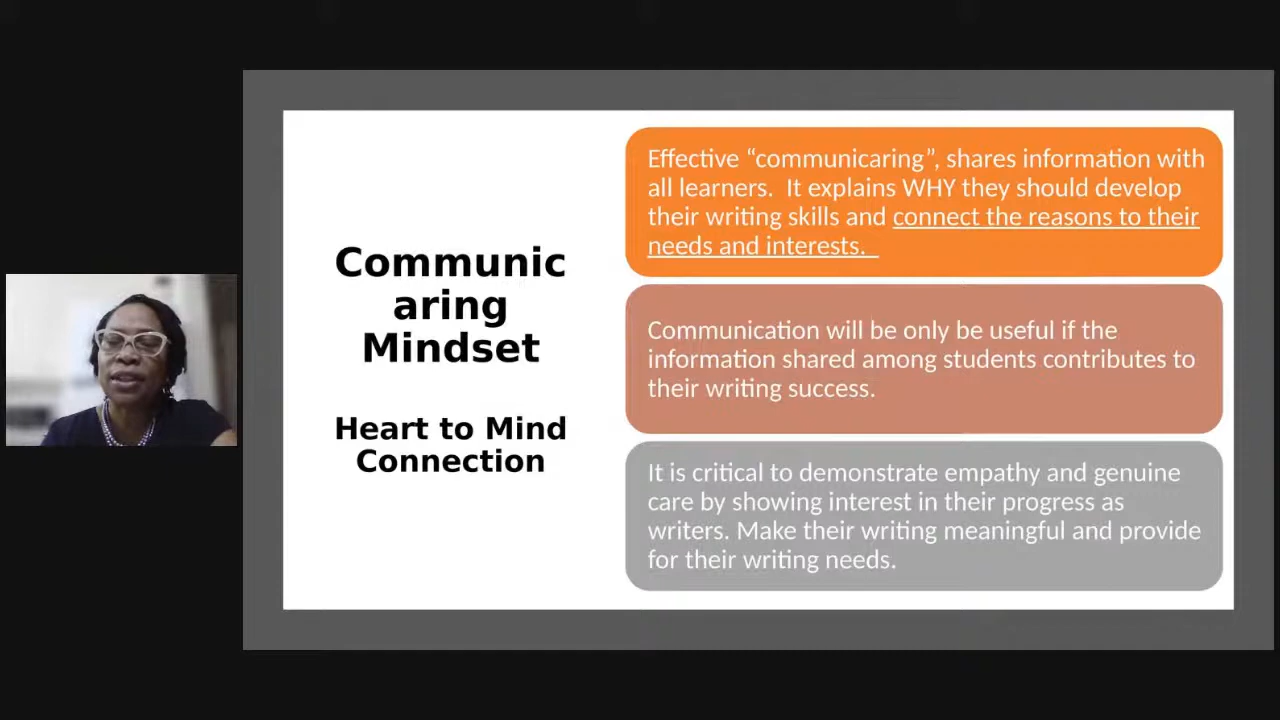 Communic
aring
Mindset
Heart to Mind
Connection
Effective “communicaring”, shares information with
all learners.  It explains WHY they should develop
their writing skills and connect the reasons to their
needs and interests.
Communication will be only be useful if the
information shared among students contributes to
their writing success.
It is critical to demonstrate empathy and genuine
care by showing interest in their progress as
writers. Make their writing meaningful and provide
for their writing needs.